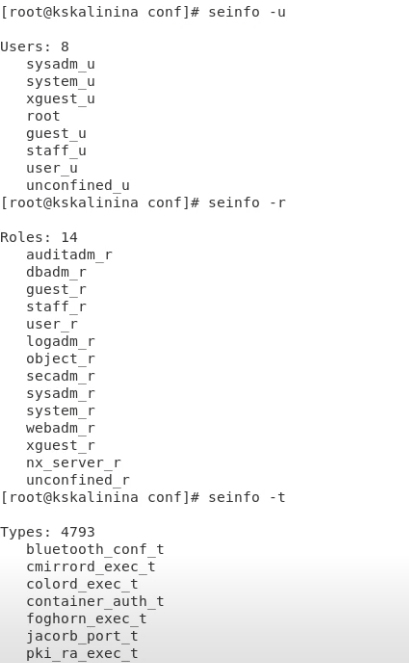 [root@kskalinina conf]# seinfo -u
Users: 8
sysadm_u
system_u
xguest_u
root
guest_u
staff_u
user_u
unconfined_u
[root@kskalinina conf]# seinfo -r
Roles: 14
auditadm_r
dbadm_r
guest_r
staff_r
user_r
logadm_r
object_r
secadm_r
sysadm_r
system_r
webadm_r
xguest_r
nx_server_r
unconfined_r
[root@kskalinina conf]# seinfo -t
Types: 4793
bluetooth_conf_t
cmirrord_exec_t
colord_exec_t
container_auth_t
foghorn_exec_t
jacorb_port_t
pki_ra_exec_t